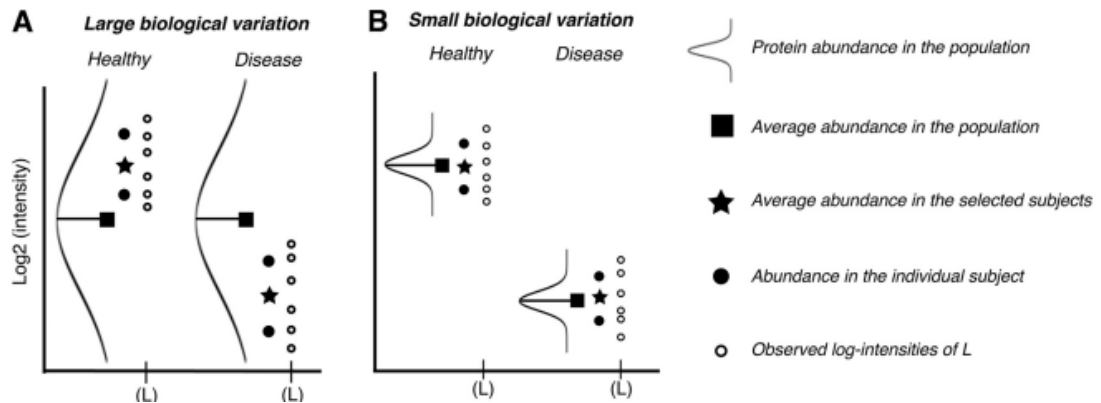 A
Large biological variation
Healthy
Disease
Log2 (intensity)
(L)
(L)
B
Small biological variation
Healthy
Disease
(L)
(L)
Protein abundance in the population
Average abundance in the population
Average abundance in the selected subjects
Abundance in the individual subject
Observed log-intensities of L